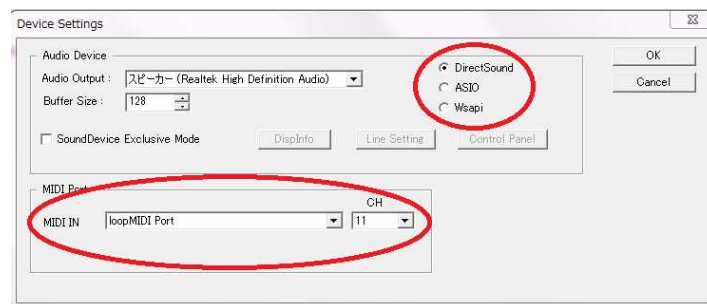 Device Settings
Audio Device
Audio Output : スピーカー (Realtek High Definition Audio)
Buffer Size : 128
DirectSound
ASIO
Wsapi
OK
Cancel
SoundDevice Exclusive Mode
DispInfo
Line Setting
Control Panel
MIDI Port
CH
MIDI IN loopMIDI Port 11